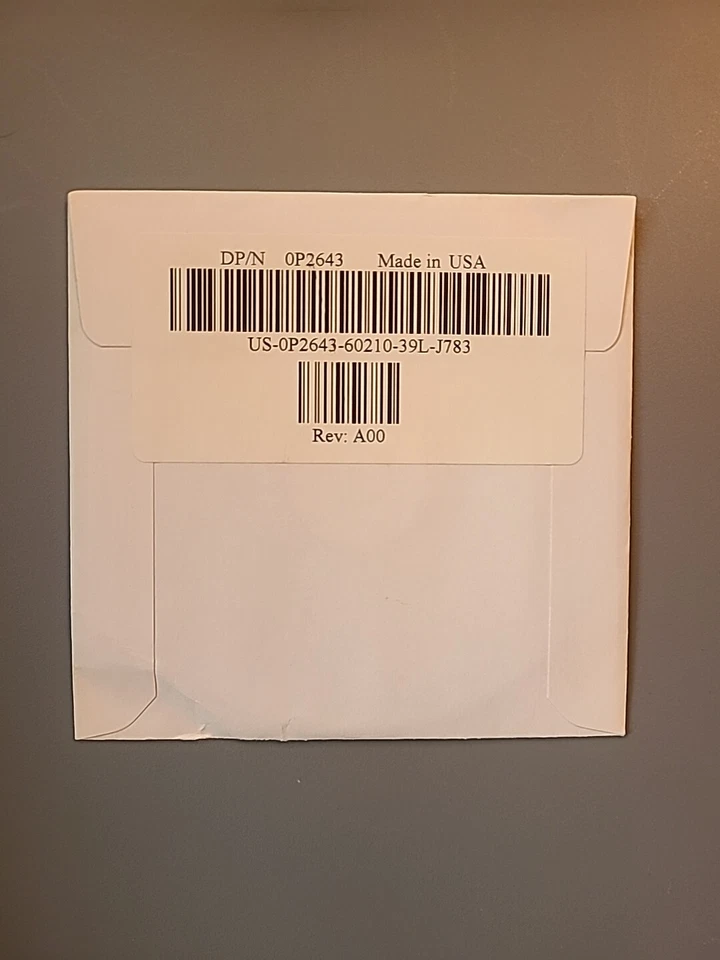 DP/N 0P2643 Made in USA
US-0P2643-60210-39L-J783
Rev: A00